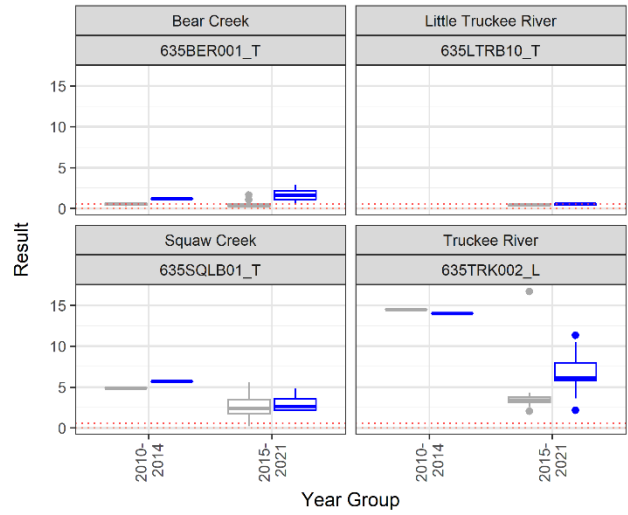 Bear Creek
Little Truckee River
635BER001_T
635LTRB10_T
15
10
5
0
Squaw Creek
Truckee River
635SQLB01_T
635TRK002_L
15
10
5
0
Result
2010-
2014
2015-
2021
2010-
2014
2015-
2021
Year Group